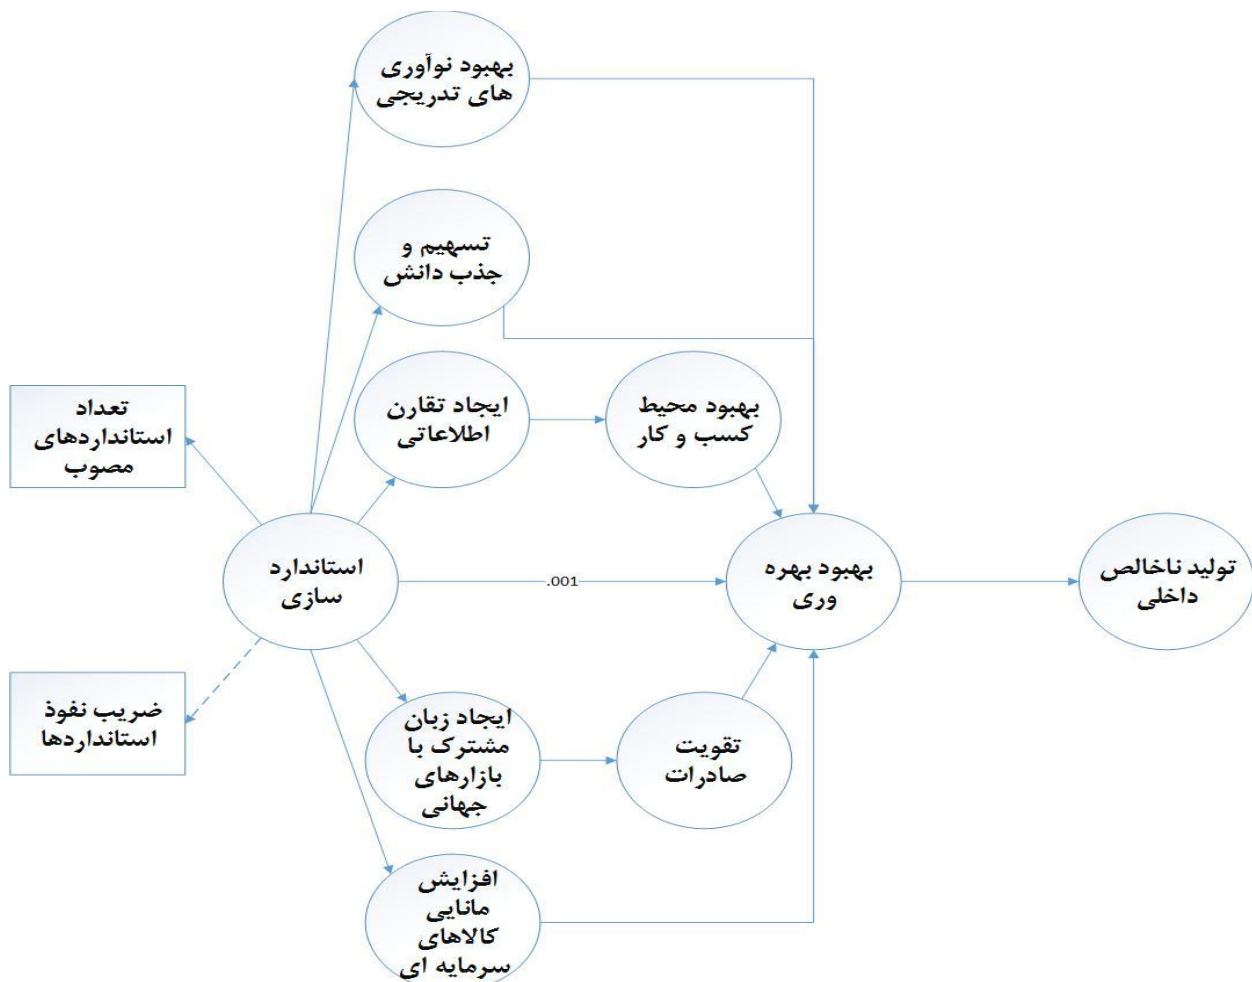 بهبود نوآوری
های تدریجی
تسهیم و
جذب دانش
ایجاد تقارن
اطلاعاتی
بهبود محیط
کسب و کار
تعداد
استانداردهای
مصوب
استاندارد
سازی
.001
بهبود بهره
وری
تولید ناخالص
داخلی
ضریب نفوذ
استانداردها
ایجاد زبان
مشترک با
بازارهای
جهانی
تقویت
صادرات
افزایش
مانایی
کالاهای
سرمایه ای